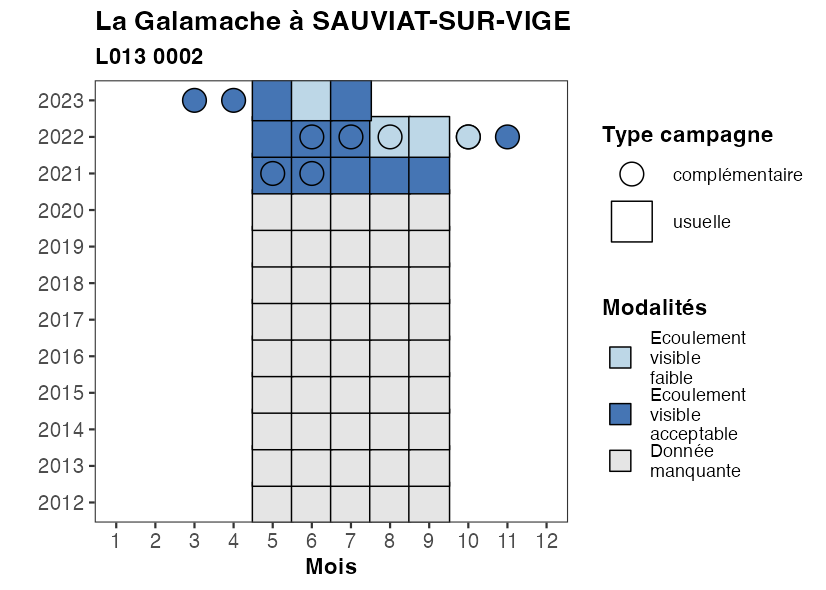 La Galamache à SAUVIAT-SUR-VIGE
L013 0002
2023
2022
2021
2020
2019
2018
2017
2016
2015
2014
2013
2012
1 2 3 4 5 6 7 8 9 10 11 12
Mois
Type campagne
complémentaire
usuelle
Modalités
Ecoulement
visible
faible
Ecoulement
visible
acceptable
Donnée
manquante